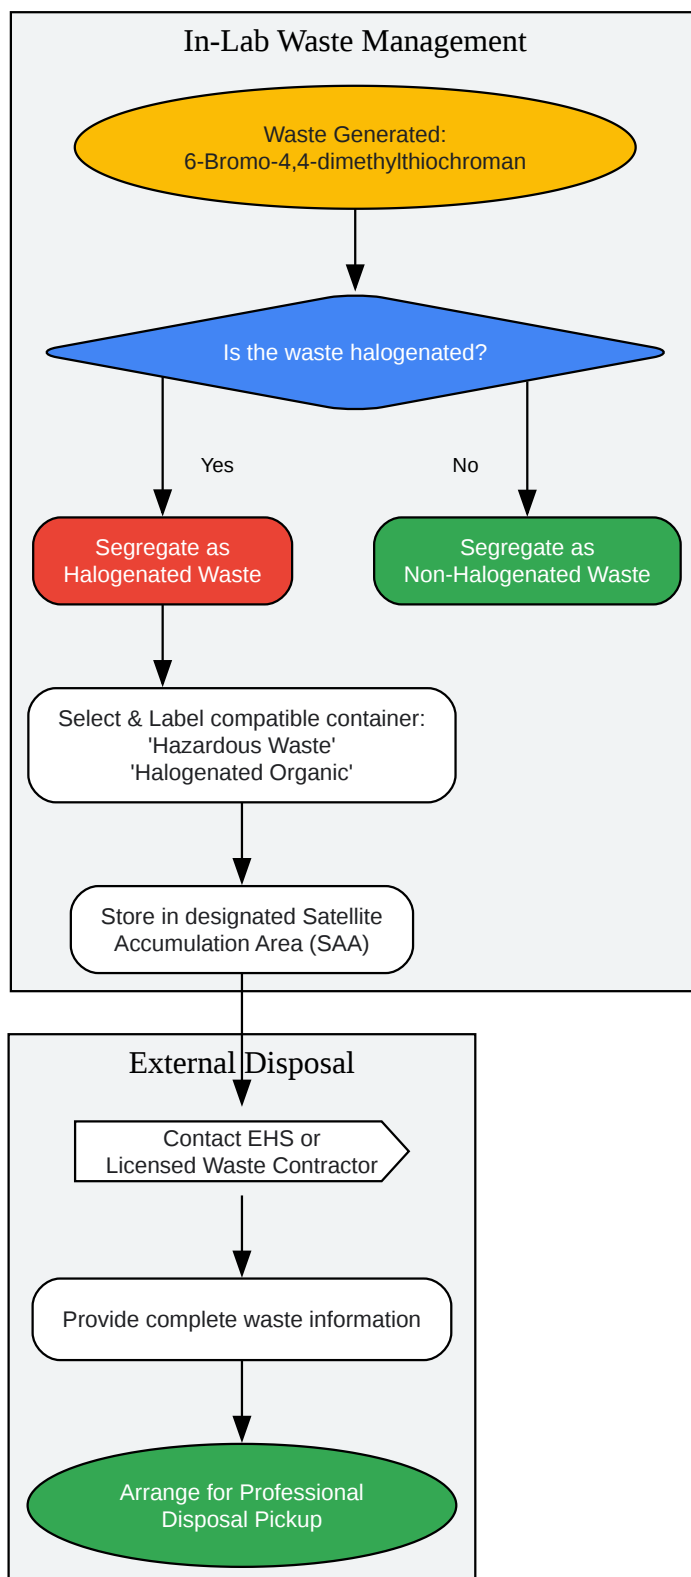 In-Lab Waste Management
Waste Generated:
6-Bromo-4,4-dimethylthiochroman
Is the waste halogenated?
Yes
No
Segregate as
Halogenated Waste
Segregate as
Non-Halogenated Waste
Select & Label compatible container:
'Hazardous Waste'
'Halogenated Organic'
Store in designated Satellite
Accumulation Area (SAA)
External Disposal
Contact EHS or
Licensed Waste Contractor
Provide complete waste information
Arrange for Professional
Disposal Pickup